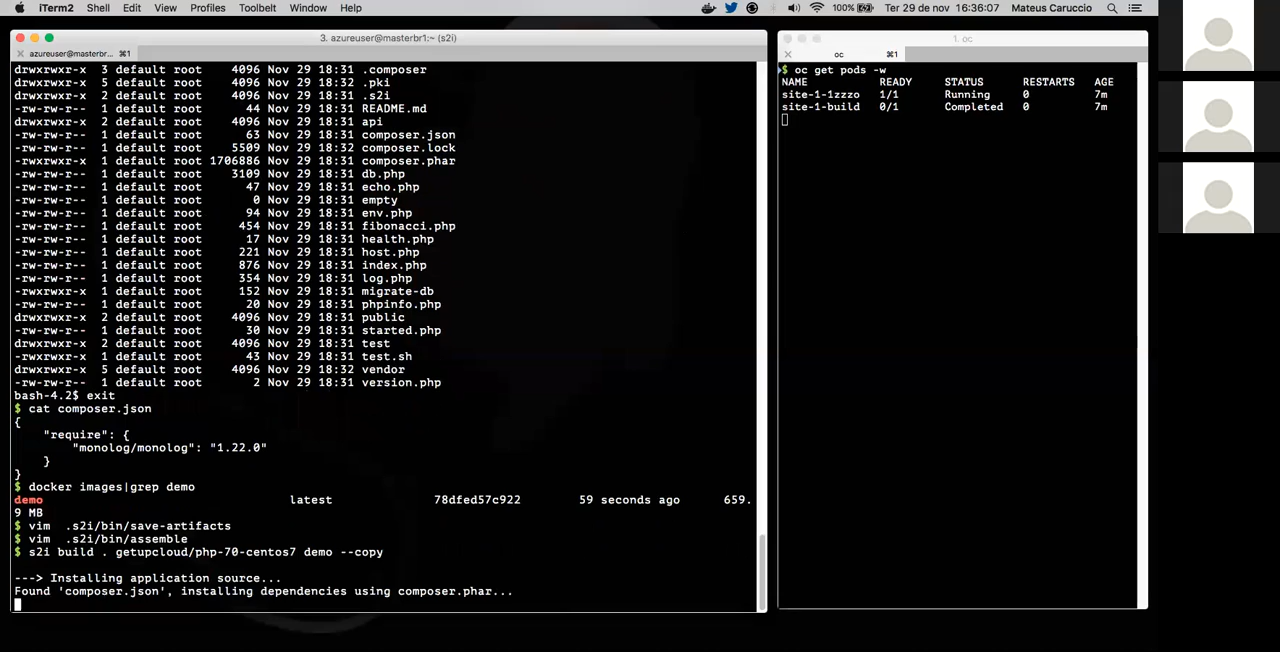 iTerm2 Shell Edit View Profiles Toolbelt Window Help 100% Ter 29 de nov 16:36:07 Mateus Caruccio
3. azureuser@masterbr1:~ (s2i)
azureuser@masterbr... ⌘1
drwxrwxr-x 3 default root 4096 Nov 29 18:31 .composer
drwxrwxr-x 5 default root 4096 Nov 29 18:31 .pki
drwxrwxr-x 2 default root 4096 Nov 29 18:31 .s2i
-rw-rw-r-- 1 default root 44 Nov 29 18:31 README.md
drwxrwxr-x 2 default root 4096 Nov 29 18:31 api
-rw-rw-r-- 1 default root 63 Nov 29 18:31 composer.json
-rw-rw-r-- 1 default root 5509 Nov 29 18:32 composer.lock
-rwxrwxr-x 1 default root 1706886 Nov 29 18:32 composer.phar
-rw-rw-r-- 1 default root 3109 Nov 29 18:31 db.php
-rw-rw-r-- 1 default root 47 Nov 29 18:31 echo.php
-rw-rw-r-- 1 default root 0 Nov 29 18:31 empty
-rw-rw-r-- 1 default root 94 Nov 29 18:31 env.php
-rw-rw-r-- 1 default root 454 Nov 29 18:31 fibonacci.php
-rw-rw-r-- 1 default root 17 Nov 29 18:31 health.php
-rw-rw-r-- 1 default root 221 Nov 29 18:31 host.php
-rw-rw-r-- 1 default root 876 Nov 29 18:31 index.php
-rw-rw-r-- 1 default root 354 Nov 29 18:31 log.php
-rwxrwxr-x 1 default root 152 Nov 29 18:31 migrate-db
-rw-rw-r-- 1 default root 20 Nov 29 18:31 phpinfo.php
drwxrwxr-x 2 default root 4096 Nov 29 18:31 public
-rw-rw-r-- 1 default root 30 Nov 29 18:31 started.php
drwxrwxr-x 2 default root 4096 Nov 29 18:31 test
-rw-rw-r-- 1 default root 43 Nov 29 18:31 test.sh
drwxrwxr-x 5 default root 4096 Nov 29 18:32 vendor
-rw-rw-r-- 1 default root 2 Nov 29 18:31 version.php
bash-4.2$ exit
$ cat composer.json
{
"require": {
"monolog/monolog": "1.22.0"
}
}
$ docker images|grep demo
demo latest 78dfed57c922 59 seconds ago 659.
9 MB
$ vim .s2i/bin/save-artifacts
$ vim .s2i/bin/assemble
$ s2i build . getupcloud/php-70-centos7 demo --copy
---> Installing application source...
Found 'composer.json', installing dependencies using composer.phar...
1. oc
oc ⌘1
$ oc get pods -w
NAME READY STATUS RESTARTS AGE
site-1-1zzzo 1/1 Running 0 7m
site-1-build 0/1 Completed 0 7m